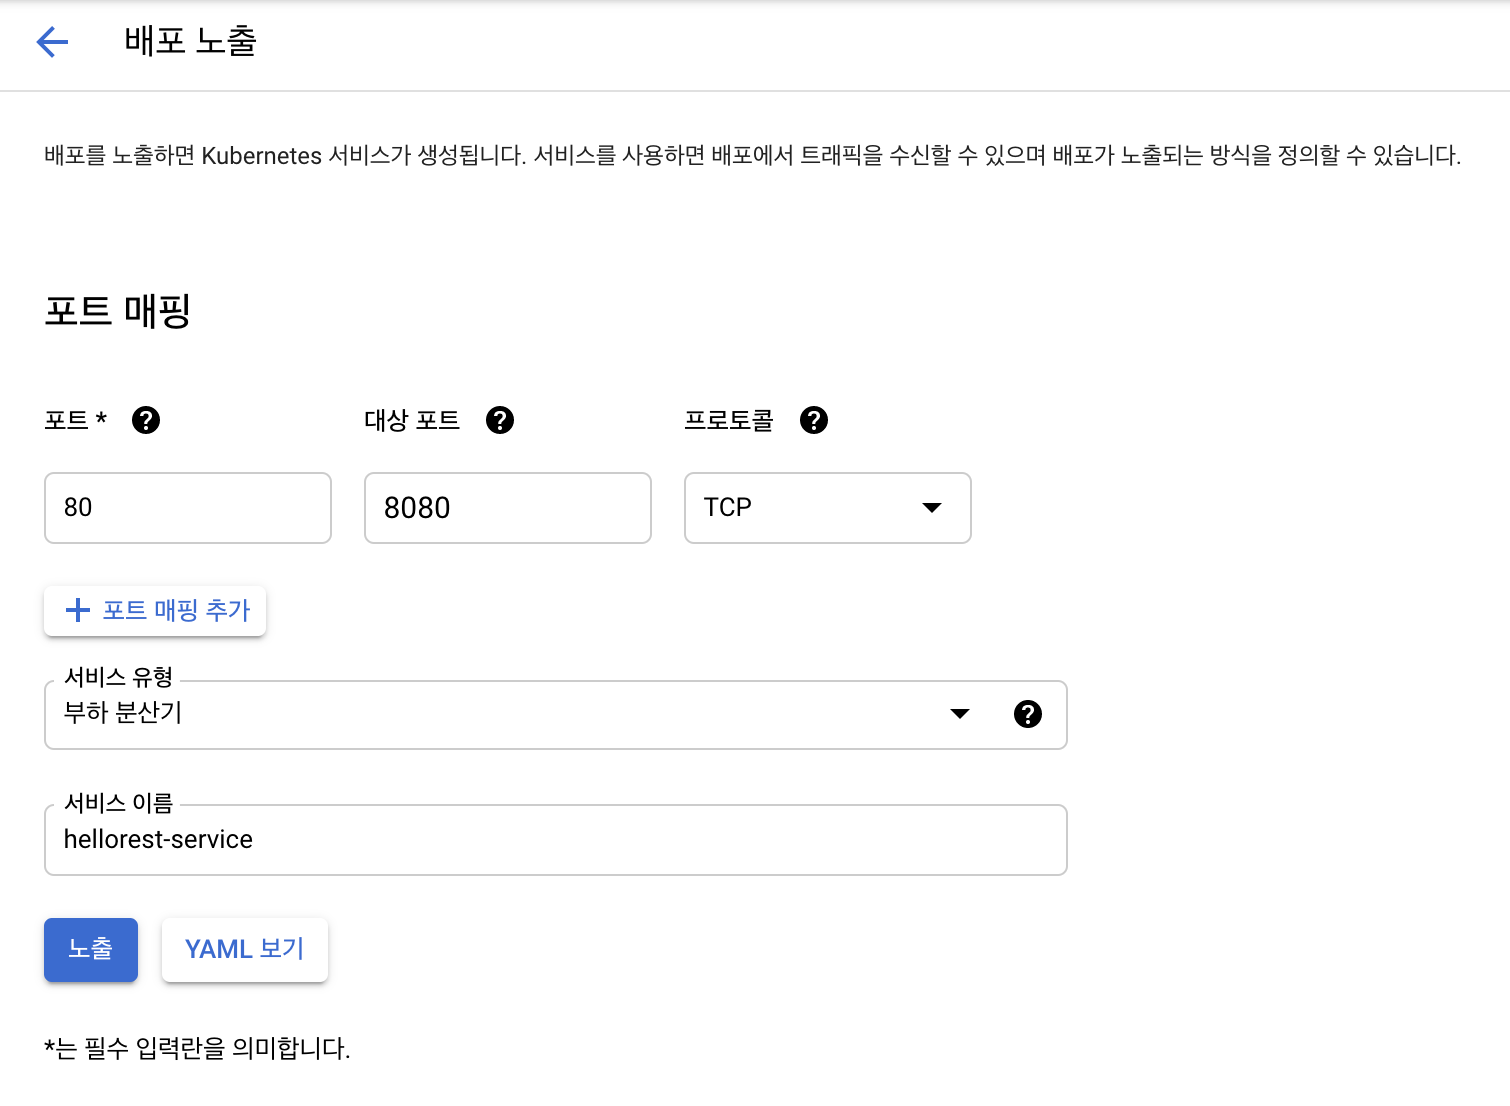 배포 노출
배포를 노출하면 Kubernetes 서비스가 생성됩니다. 서비스를 사용하면 배포에서 트래픽을 수신할 수 있으며 배포가 노출되는 방식을 정의할 수 있습니다.
포트 매핑
포트 * ? 대상 포트 ? 프로토콜 ?
80 8080 TCP
+ 포트 매핑 추가
서비스 유형
부하 분산기 ?
서비스 이름
hellorest-service
노출 YAML 보기
*는 필수 입력란을 의미합니다.